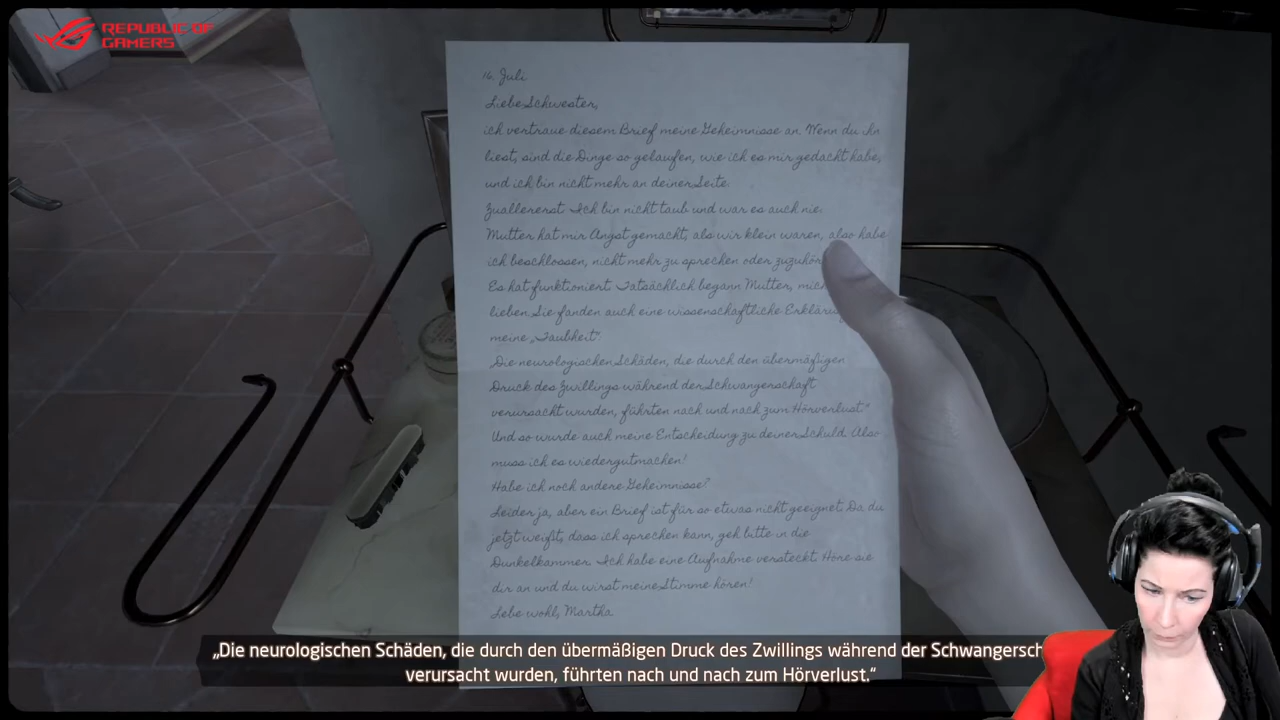 REPUBLIC OF
GAMERS
16. Juli
Liebe Schwester,
ich vertraue diesem Brief meine Geheimnisse an. Wenn du ihn
liest, sind die Dinge so gelaufen, wie ich es mir gedacht habe,
und ich bin nicht mehr an deiner Seite.
Zuallererst: Ich bin nicht taub und war es auch nie.
Mutter hat mir Angst gemacht, als wir klein waren, also habe
ich beschlossen, nicht mehr zu sprechen oder zuzuhör
Es hat funktioniert. Tatsächlich begann Mutter, mich
lieben. Sie fanden auch eine wissenschaftliche Erkläru
meine „Taubheit":
Die neurologischen Schäden, die durch den übermäßigen
Druck des Zwillings während der Schwangerschaft
verursacht wurden, führten nach und nach zum Hörverlust"
Und so wurde auch meine Entscheidung zu deiner Schuld. Also
muss ich es wiedergutmachen!
Habe ich noch andere Geheimnisse?
Leider ja, aber ein Brief ist für so etwas nicht geeignet. Da du
jetzt weißt, dass ich sprechen kann, geh bitte in die
Dunkelkammer. Ich habe eine Aufnahme versteckt. Höre sie
dir an und du wirst meine Stimme hören!
Lebe wohl, Martha
„Die neurologischen Schäden, die durch den übermäßigen Druck des Zwillings während der Schwangersch
verursacht wurden, führten nach und nach zum Hörverlust.“